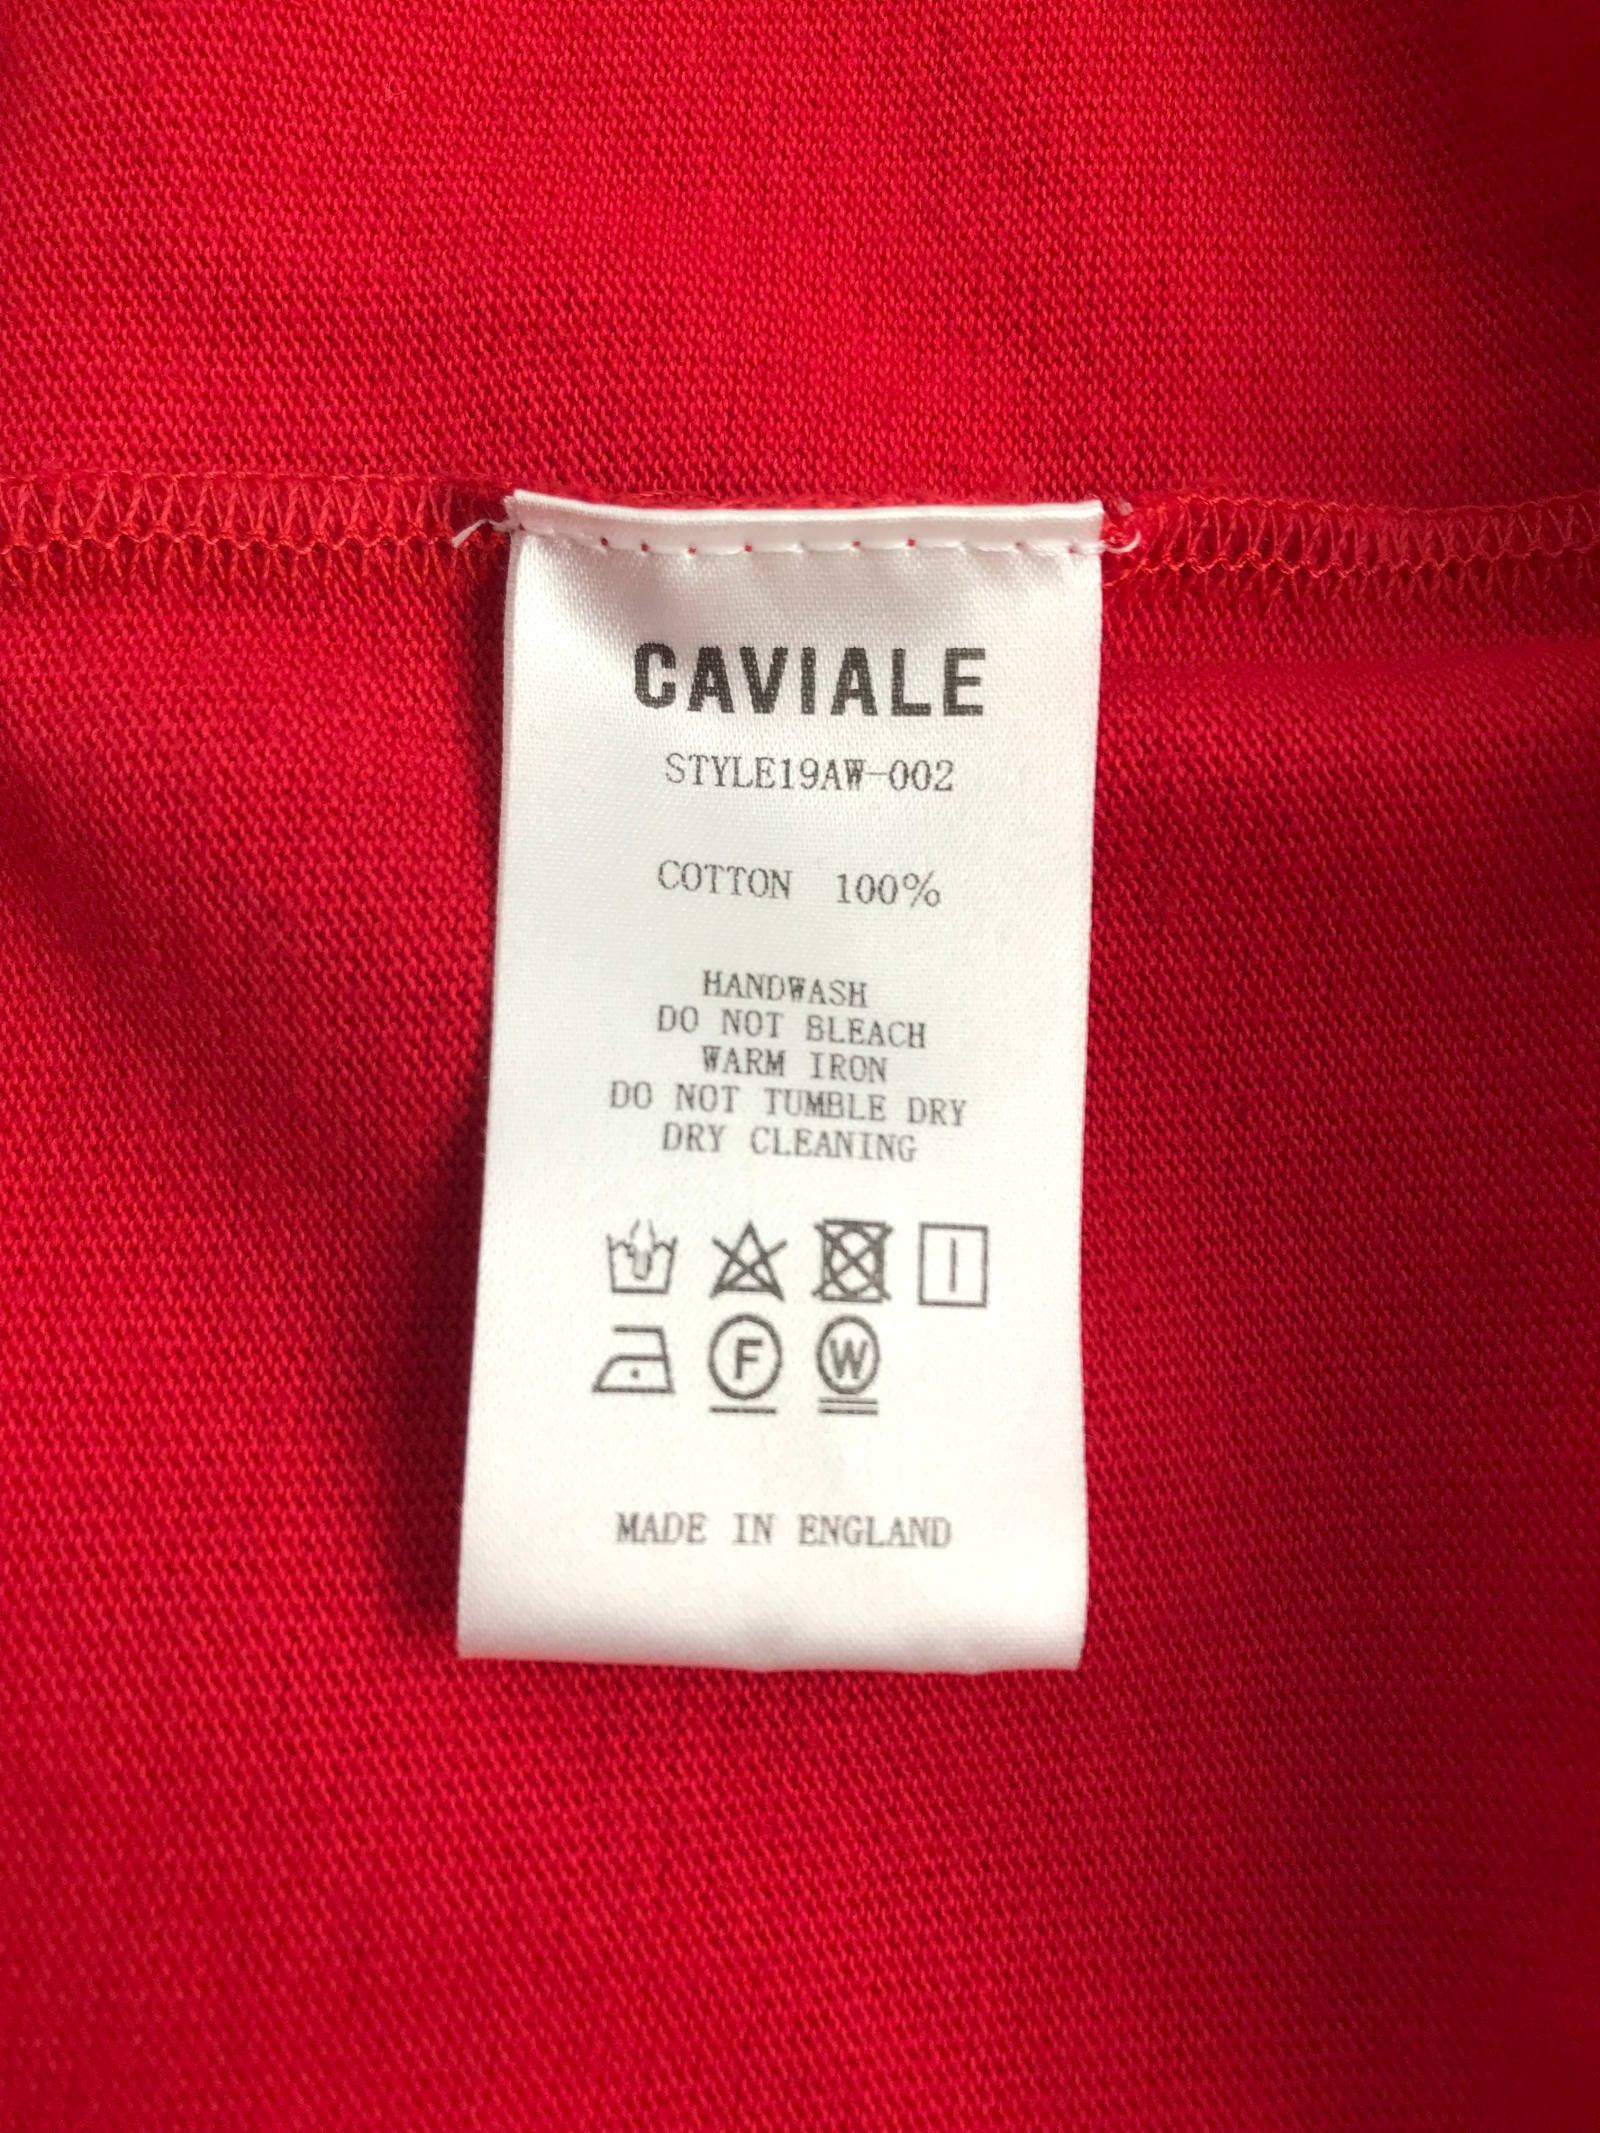 CAVIALE
STYLE19AW-002
COTTON 100%
HANDWASH
DO NOT BLEACH
WARM IRON
DO NOT TUMBLE DRY
DRY CLEANING
F W
MADE IN ENGLAND